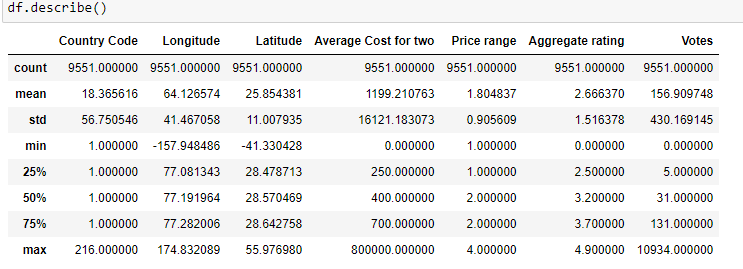 df.describe()
Country Code Longitude Latitude Average Cost for two Price range Aggregate rating Votes
count 9551.000000 9551.000000 9551.000000 9551.000000 9551.000000 9551.000000 9551.000000
mean 18.365616 64.126574 25.854381 1199.210763 1.804837 2.666370 156.909748
std 56.750546 41.467058 11.007935 16121.183073 0.905609 1.516378 430.169145
min 1.000000 -157.948486 -41.330428 0.000000 1.000000 0.000000 0.000000
25% 1.000000 77.081343 28.478713 250.000000 1.000000 2.500000 5.000000
50% 1.000000 77.191964 28.570469 400.000000 2.000000 3.200000 31.000000
75% 1.000000 77.282006 28.642758 700.000000 2.000000 3.700000 131.000000
max 216.000000 174.832089 55.976980 800000.000000 4.000000 4.900000 10934.000000